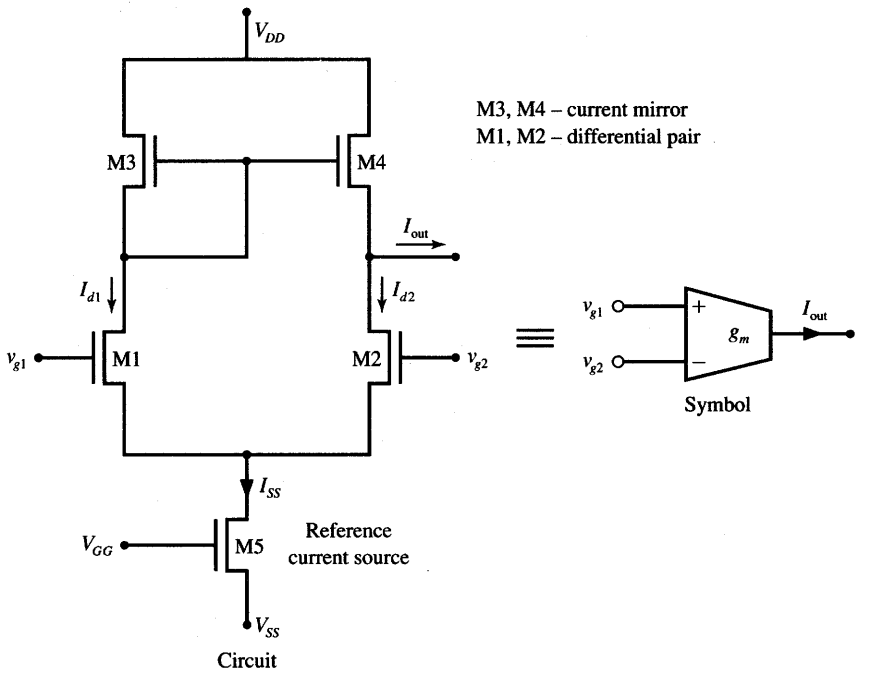 V_DD
M3, M4 – current mirror
M1, M2 – differential pair
M3
M4
I_out
I_d1
I_d2
v_g1
M1
M2
v_g2
v_g1
+
g_m
I_out
v_g2
–
Symbol
I_SS
V_GG
M5
Reference
current source
V_SS
Circuit